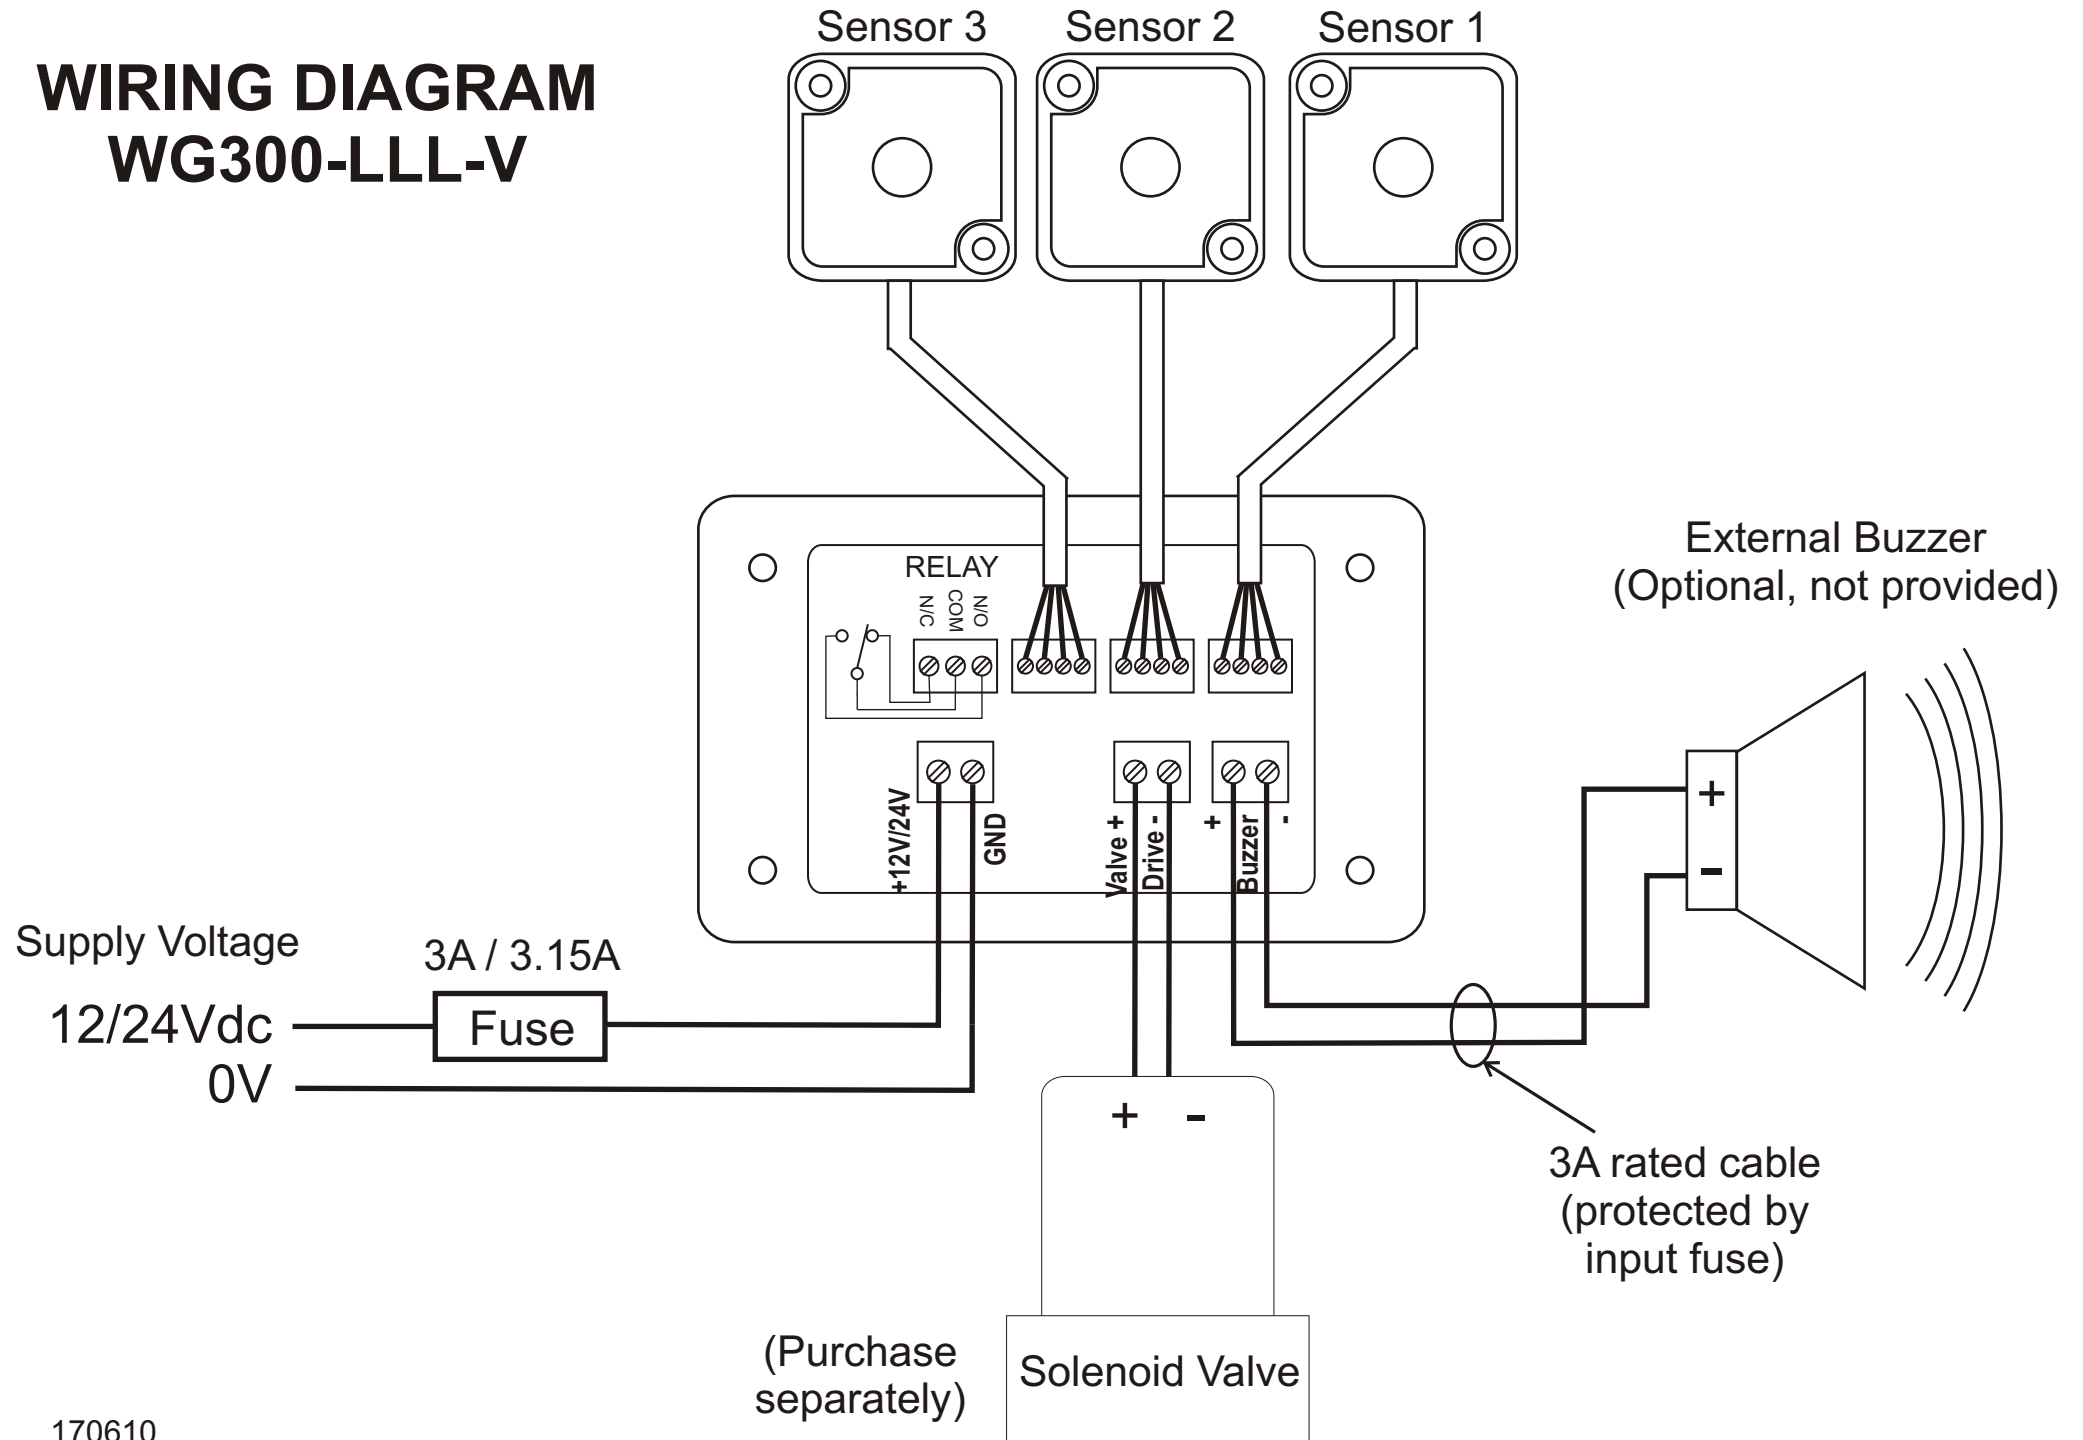 WIRING DIAGRAM
WG300-LLL-V
Sensor 3
Sensor 2
Sensor 1
RELAY
N/C
COM
N/O
External Buzzer
(Optional, not provided)
+12V/24V
GND
Valve +
Drive -
+
Buzzer
-
+
-
Supply Voltage
3A / 3.15A
12/24Vdc
Fuse
0V
+ -
3A rated cable
(protected by
input fuse)
(Purchase
separately)
Solenoid Valve
170610